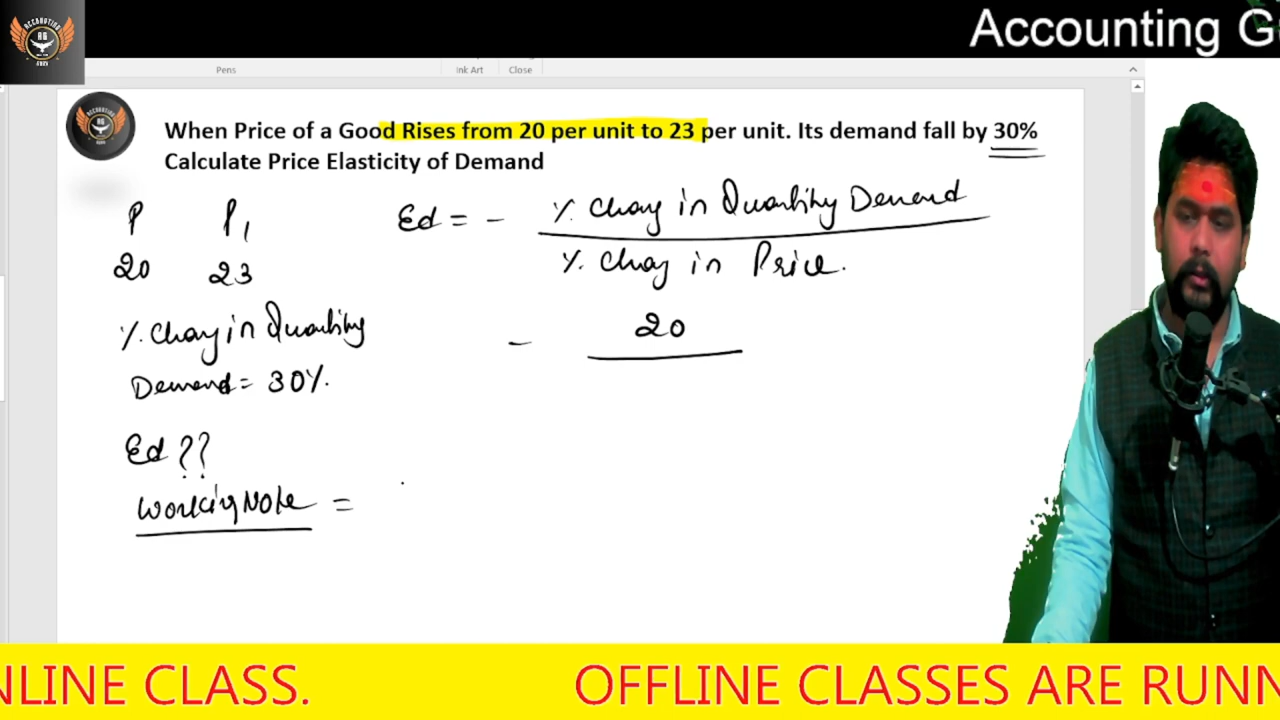 Accounting G
Pens
Ink Art
Close
When Price of a Good Rises from 20 per unit to 23 per unit. Its demand fall by 30%
Calculate Price Elasticity of Demand
P P1
20 23
Ed = - % Chang in Quantity Demand
% Chang in Price.
% Chang in Quantity
Demand = 30%.
- 20
Ed ??
Working Note =
NLINE CLASS. OFFLINE CLASSES ARE RUNN